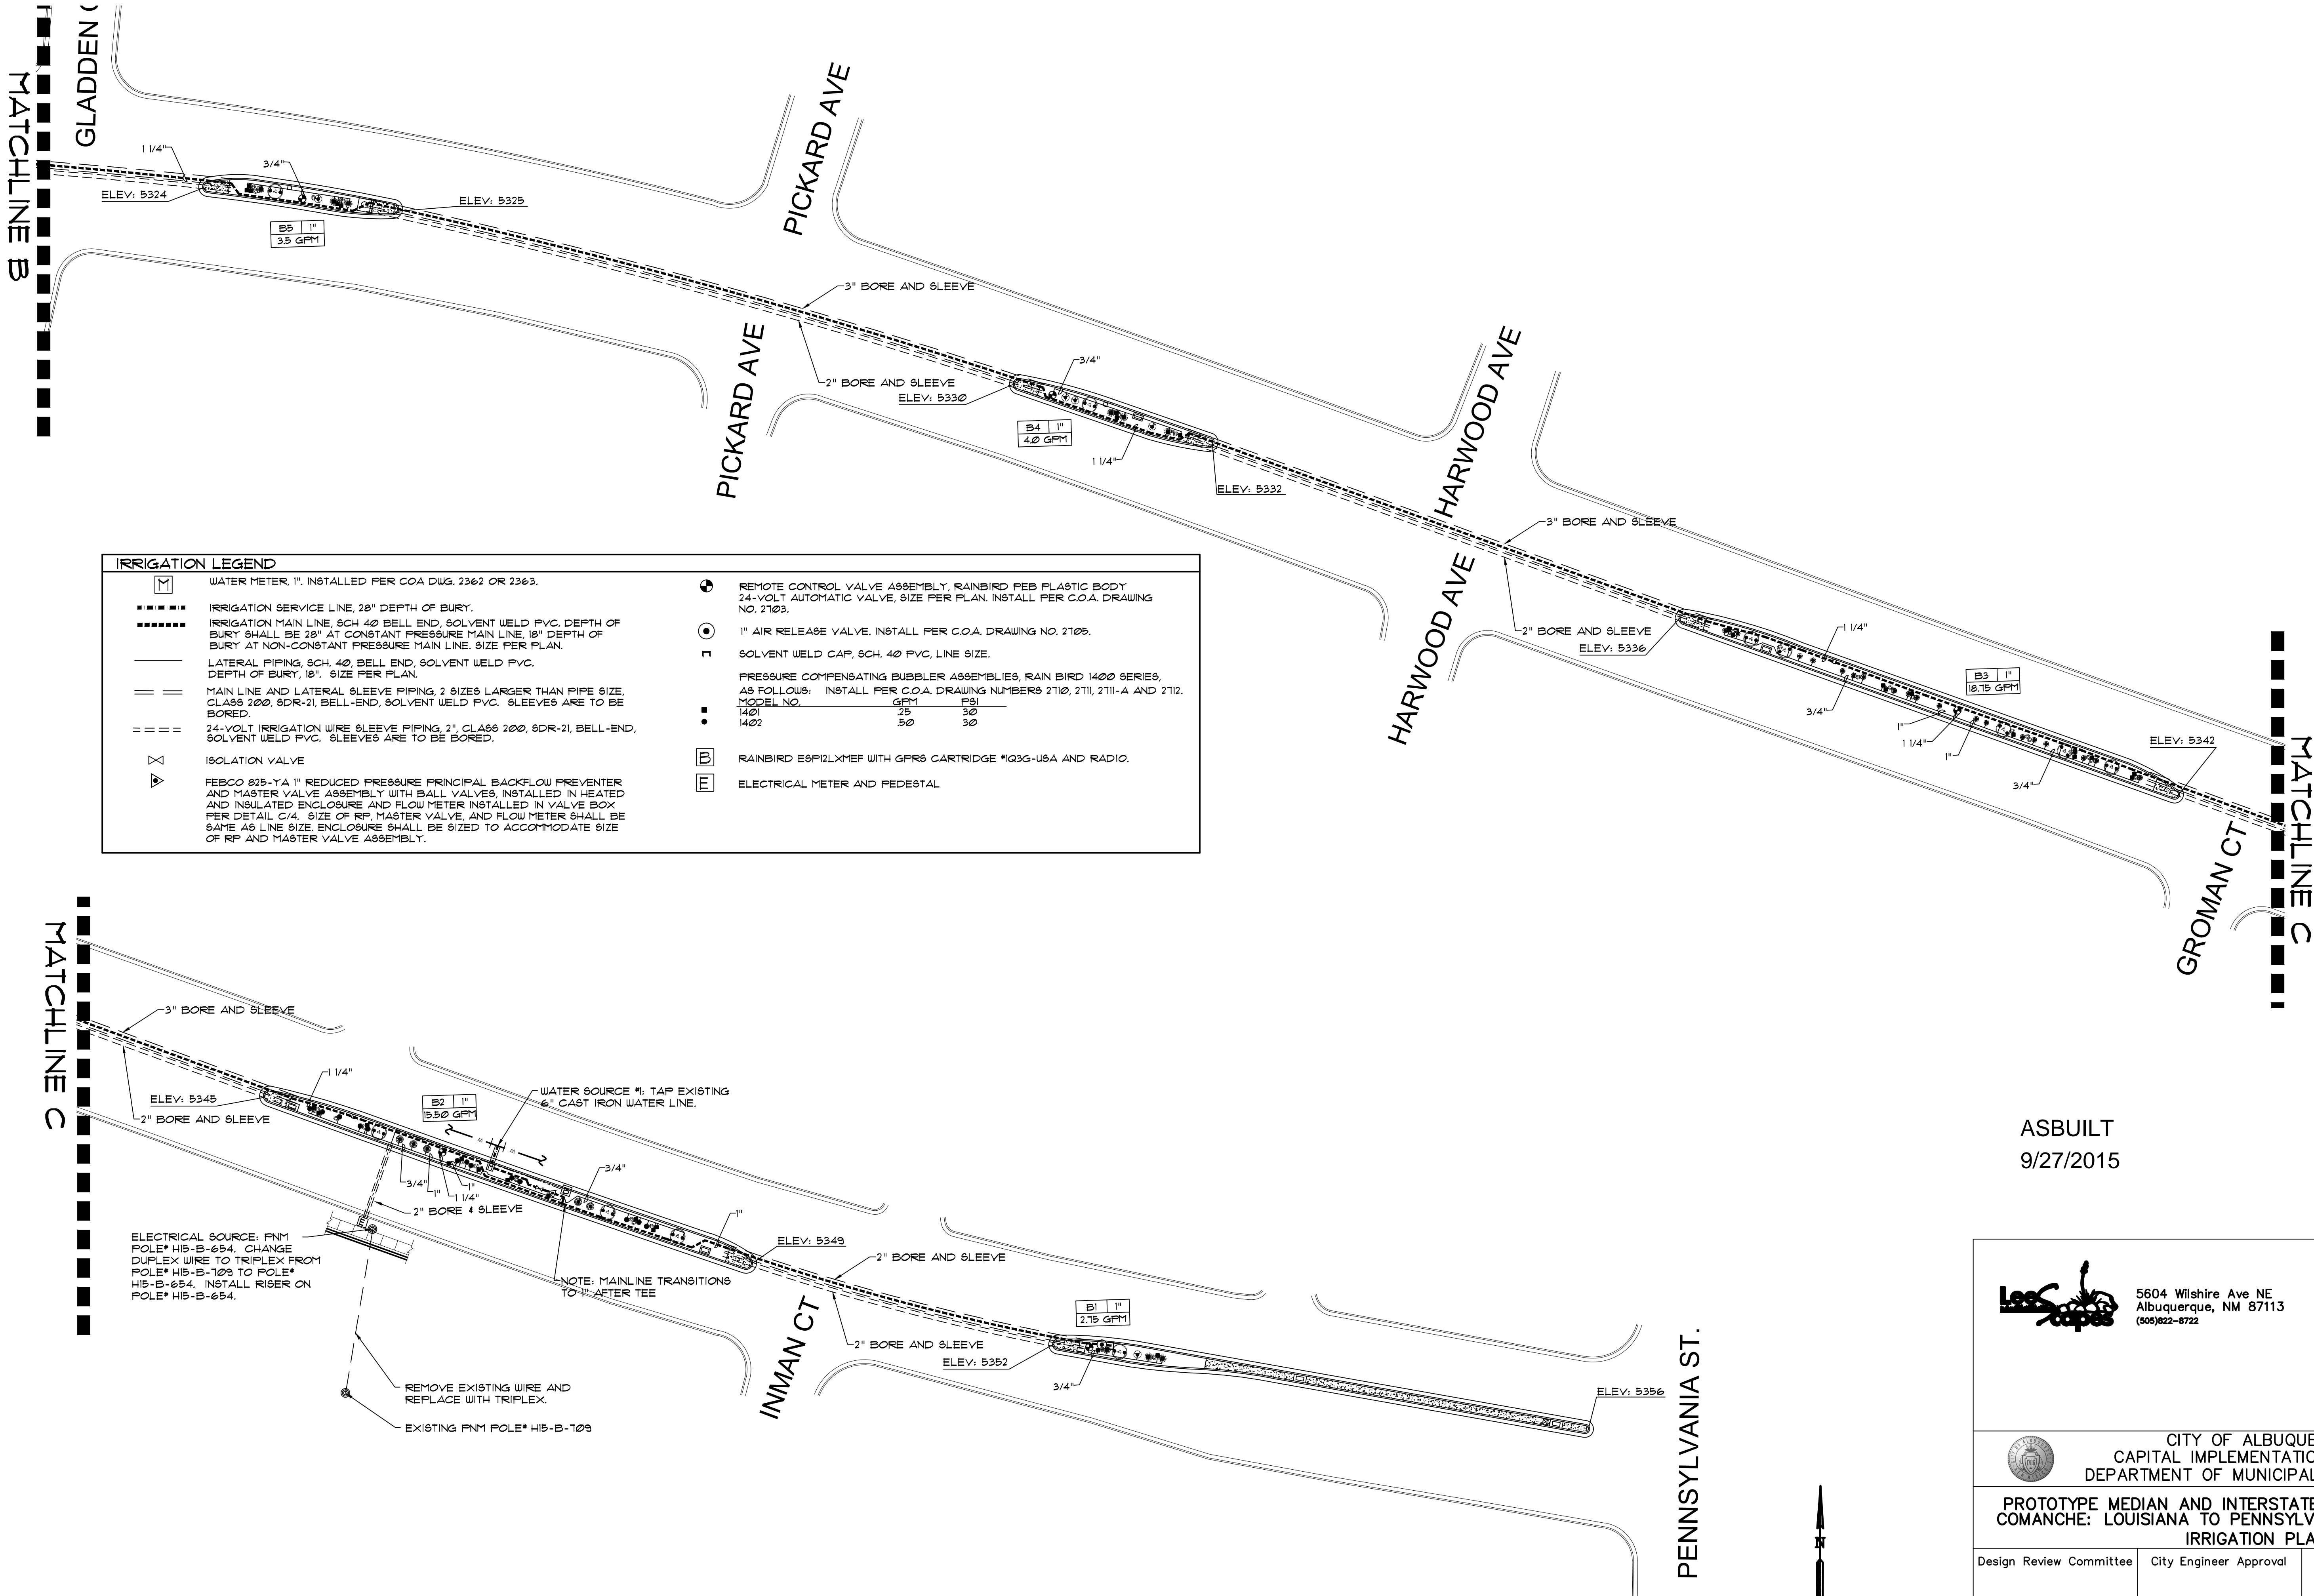 MATCHLINE B
GLADDEN C
1 1/4"
3/4"
ELEV: 5324
ELEV: 5325
B5 1"
3.5 GPM
PICKARD AVE
PICKARD AVE
3" BORE AND SLEEVE
2" BORE AND SLEEVE
ELEV: 5330
3/4"
B4 1"
4.0 GPM
1 1/4"
ELEV: 5332
HARWOOD AVE
HARWOOD AVE
3" BORE AND SLEEVE
2" BORE AND SLEEVE
ELEV: 5336
1 1/4"
B3 1"
18.75 GPM
3/4"
1"
1 1/4"
1"
3/4"
ELEV: 5342
GROMAN CT
MATCHLINE C
IRRIGATION LEGEND
M
WATER METER, 1". INSTALLED PER COA DWG. 2362 OR 2363.
IRRIGATION SERVICE LINE, 28" DEPTH OF BURY.
IRRIGATION MAIN LINE, SCH 40 BELL END, SOLVENT WELD PVC. DEPTH OF
BURY SHALL BE 28" AT CONSTANT PRESSURE MAIN LINE, 18" DEPTH OF
BURY AT NON-CONSTANT PRESSURE MAIN LINE. SIZE PER PLAN.
LATERAL PIPING, SCH. 40, BELL END, SOLVENT WELD PVC.
DEPTH OF BURY, 18". SIZE PER PLAN.
MAIN LINE AND LATERAL SLEEVE PIPING, 2 SIZES LARGER THAN PIPE SIZE,
CLASS 200, SDR-21, BELL-END, SOLVENT WELD PVC. SLEEVES ARE TO BE
BORED.
24-VOLT IRRIGATION WIRE SLEEVE PIPING, 2", CLASS 200, SDR-21, BELL-END,
SOLVENT WELD PVC. SLEEVES ARE TO BE BORED.
ISOLATION VALVE
FEBCO 825-YA 1" REDUCED PRESSURE PRINCIPAL BACKFLOW PREVENTER
AND MASTER VALVE ASSEMBLY WITH BALL VALVES, INSTALLED IN HEATED
AND INSULATED ENCLOSURE AND FLOW METER INSTALLED IN VALVE BOX
PER DETAIL C/4. SIZE OF RP, MASTER VALVE, AND FLOW METER SHALL BE
SAME AS LINE SIZE. ENCLOSURE SHALL BE SIZED TO ACCOMMODATE SIZE
OF RP AND MASTER VALVE ASSEMBLY.
REMOTE CONTROL VALVE ASSEMBLY, RAINBIRD PEB PLASTIC BODY
24-VOLT AUTOMATIC VALVE, SIZE PER PLAN. INSTALL PER C.O.A. DRAWING
NO. 2703.
1" AIR RELEASE VALVE. INSTALL PER C.O.A. DRAWING NO. 2705.
SOLVENT WELD CAP, SCH. 40 PVC, LINE SIZE.
PRESSURE COMPENSATING BUBBLER ASSEMBLIES, RAIN BIRD 1400 SERIES,
AS FOLLOWS: INSTALL PER C.O.A. DRAWING NUMBERS 2710, 2711, 2711-A AND 2712.
MODEL NO. GPM PSI
1401 .25 30
1402 .50 30
B
RAINBIRD ESP12LXMEF WITH GPRS CARTRIDGE #IQ3G-USA AND RADIO.
E
ELECTRICAL METER AND PEDESTAL
MATCHLINE C
3" BORE AND SLEEVE
ELEV: 5345
2" BORE AND SLEEVE
1 1/4"
B2 1"
15.50 GPM
WATER SOURCE #1: TAP EXISTING
6" CAST IRON WATER LINE.
W
W
3/4"
1"
1"
1 1/4"
2" BORE & SLEEVE
E
B
3/4"
1"
ELEV: 5349
ELECTRICAL SOURCE: PNM
POLE# H15-B-654. CHANGE
DUPLEX WIRE TO TRIPLEX FROM
POLE# H15-B-709 TO POLE#
H15-B-654. INSTALL RISER ON
POLE# H15-B-654.
NOTE: MAINLINE TRANSITIONS
TO 1" AFTER TEE
REMOVE EXISTING WIRE AND
REPLACE WITH TRIPLEX.
EXISTING PNM POLE# H15-B-709
INMAN CT
2" BORE AND SLEEVE
2" BORE AND SLEEVE
B1 1"
2.75 GPM
ELEV: 5352
3/4"
ELEV: 5356
PENNSYLVANIA ST.
N
ASBUILT
9/27/2015
LeeScapes
5604 Wilshire Ave NE
Albuquerque, NM 87113
(505)822-8722
CITY OF ALBUQUE
CAPITAL IMPLEMENTATIO
DEPARTMENT OF MUNICIPAL
PROTOTYPE MEDIAN AND INTERSTATE
COMANCHE: LOUISIANA TO PENNSYLV
IRRIGATION PLA
Design Review Committee
City Engineer Approval